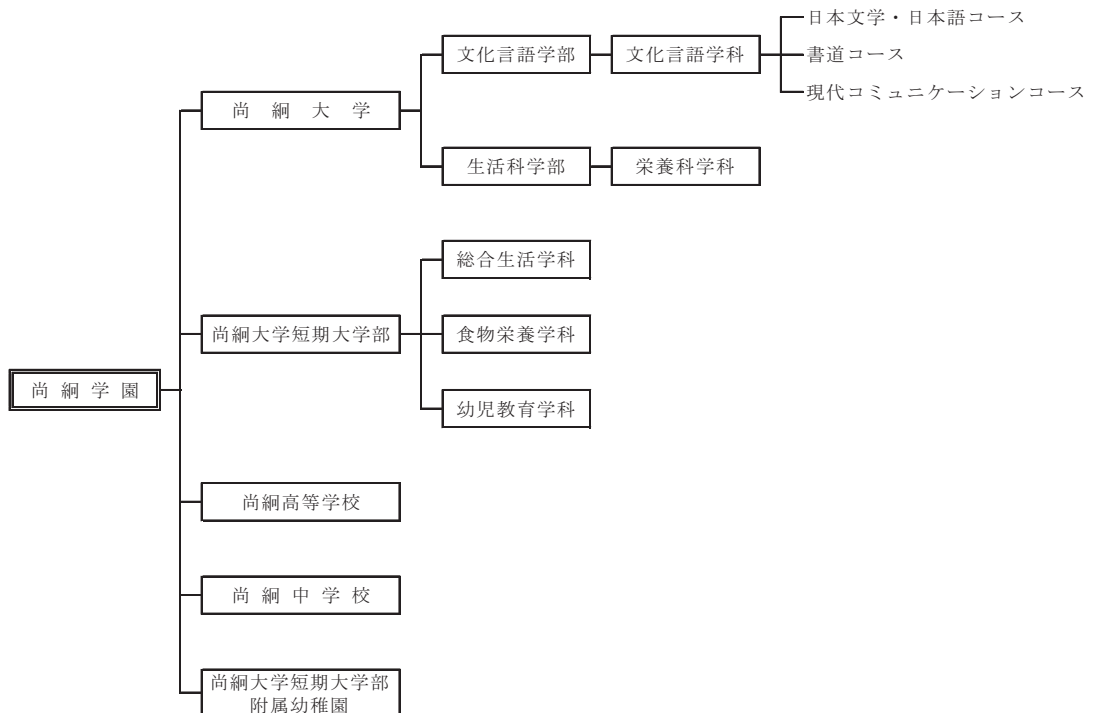 日本文学・日本語コース
文化言語学部
文化言語学科
書道コース
現代コミュニケーションコース
尚絅大学
生活科学部
栄養科学科
総合生活学科
尚絅大学短期大学部
食物栄養学科
尚絅学園
幼児教育学科
尚絅高等学校
尚絅中学校
尚絅大学短期大学部
附属幼稚園